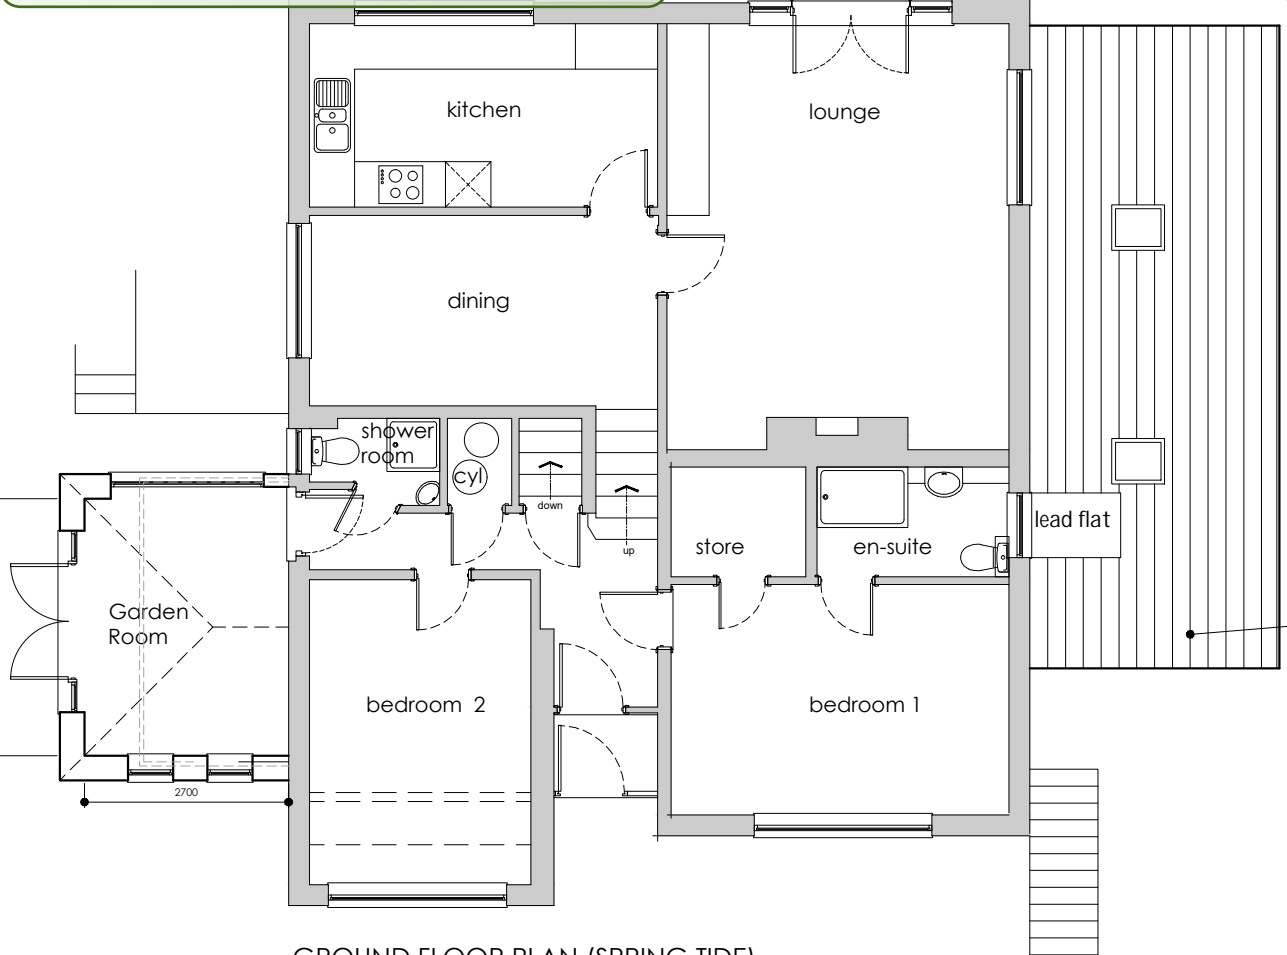 kitchen
lounge
dining
shower
room
cyl
down
up
store
en-suite
lead flat
Garden
Room
bedroom 2
bedroom 1
2700
GROUND FLOOR PLAN (SPRING TIDE)